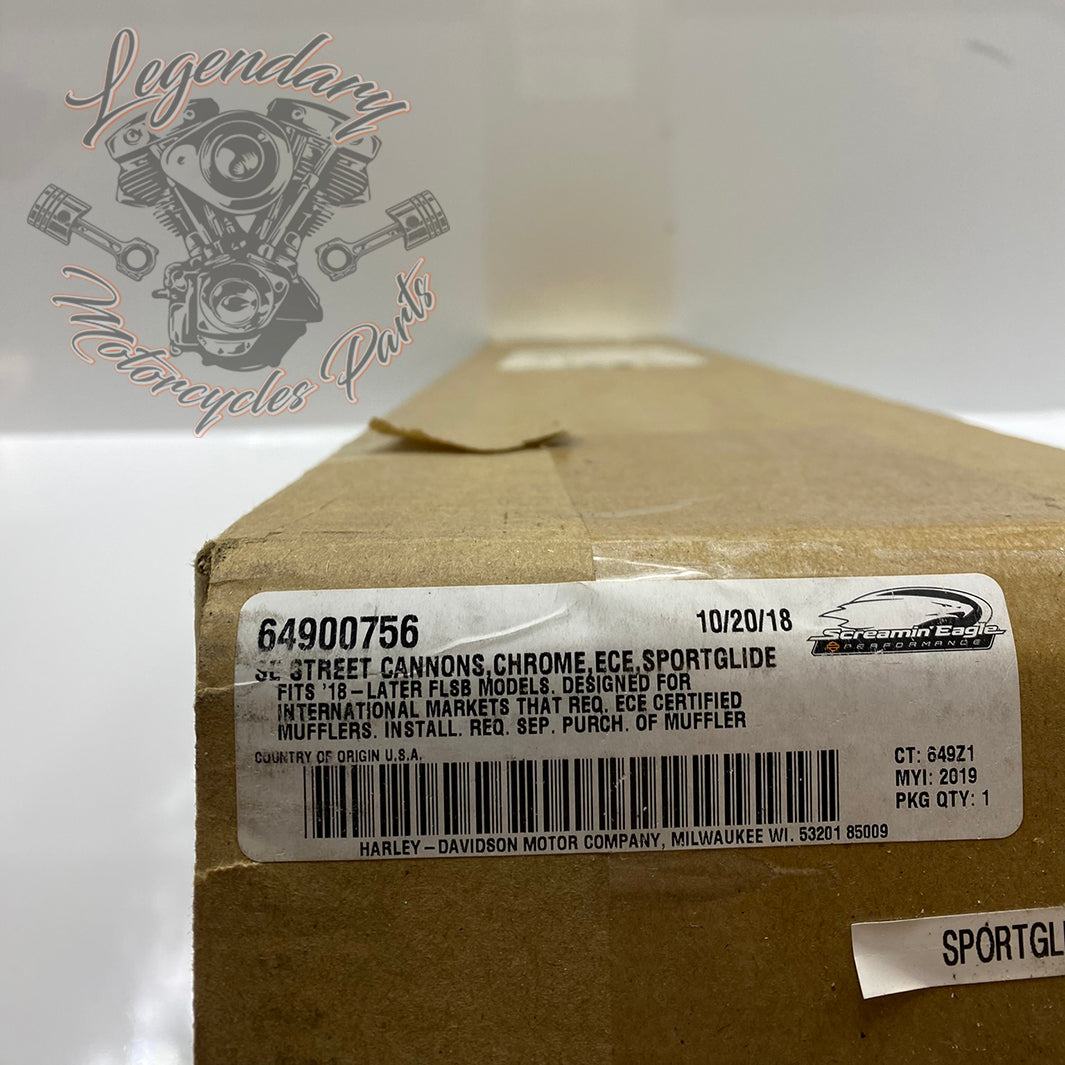 Legendary
Motorcycles Parts
64900756
10/20/18
Screamin' Eagle
PERFORMANCE
SE STREET CANNONS,CHROME,ECE,SPORTGLIDE
FITS '18-LATER FLSB MODELS. DESIGNED FOR
INTERNATIONAL MARKETS THAT REQ. ECE CERTIFIED
MUFFLERS. INSTALL. REQ. SEP. PURCH. OF MUFFLER
COUNTRY OF ORIGIN U.S.A.
CT: 649Z1
MYI: 2019
PKG QTY: 1
HARLEY-DAVIDSON MOTOR COMPANY, MILWAUKEE WI. 53201 85009
SPORTGLI